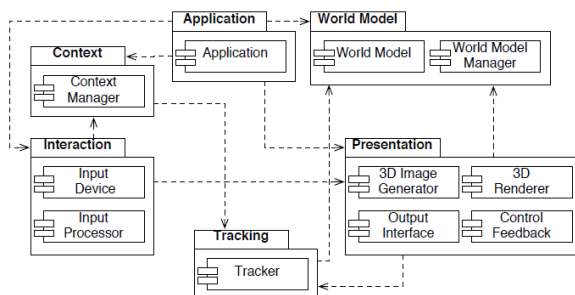 Application
Application
World Model
World Model
World Model
Manager
Context
Context
Manager
Interaction
Input
Device
Input
Processor
Presentation
3D Image
Generator
3D
Renderer
Output
Interface
Control
Feedback
Tracking
Tracker